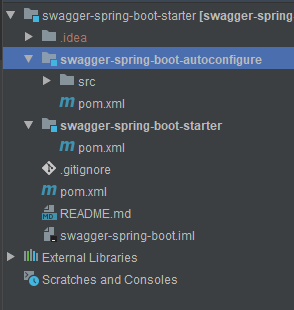 swagger-spring-boot-starter [swagger-spring
.idea
swagger-spring-boot-autoconfigure
src
pom.xml
swagger-spring-boot-starter
pom.xml
.gitignore
pom.xml
README.md
swagger-spring-boot.iml
External Libraries
Scratches and Consoles